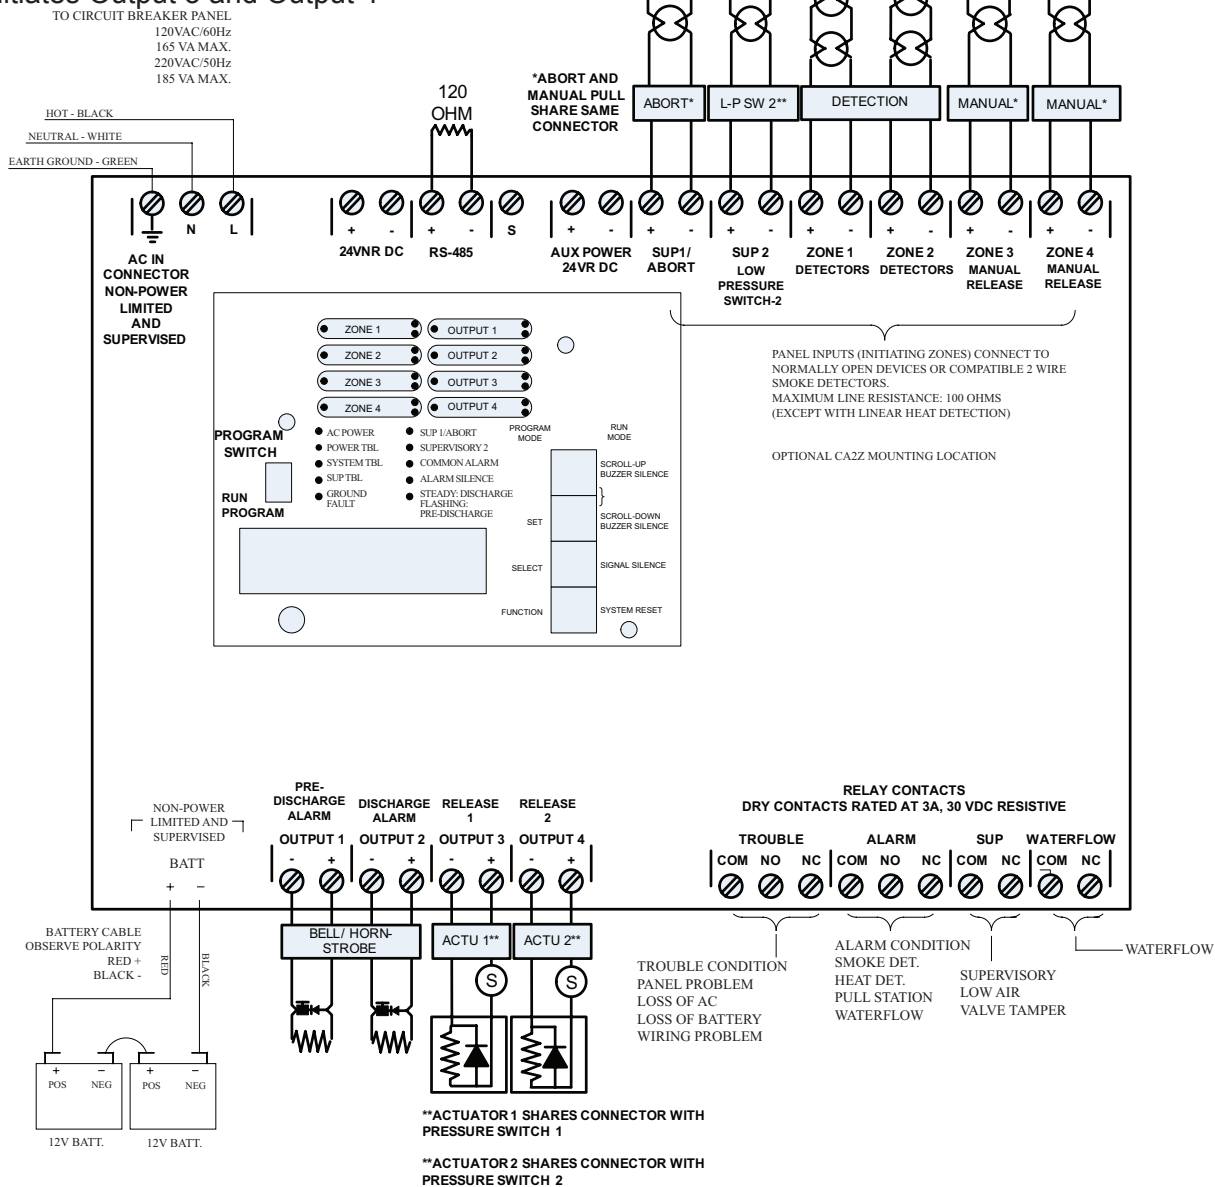 TO CIRCUIT BREAKER PANEL
120VAC/60Hz
165 VA MAX.
220VAC/50Hz
185 VA MAX.
*ABORT AND
MANUAL PULL
SHARE SAME
CONNECTOR
120
OHM
ABORT*
L-P SW 2**
DETECTION
MANUAL*
MANUAL*
HOT - BLACK
NEUTRAL - WHITE
EARTH GROUND - GREEN
N
L
AC IN
CONNECTOR
NON-POWER
LIMITED
AND
SUPERVISED
+ -
24VNR DC
+ -
RS-485
S
+ -
AUX POWER
24VR DC
+ -
SUP1/
ABORT
+ -
SUP 2
LOW
PRESSURE
SWITCH-2
+ -
ZONE 1
DETECTORS
+ -
ZONE 2
DETECTORS
+ -
ZONE 3
MANUAL
RELEASE
+ -
ZONE 4
MANUAL
RELEASE
PANEL INPUTS (INITIATING ZONES) CONNECT TO
NORMALLY OPEN DEVICES OR COMPATIBLE 2 WIRE
SMOKE DETECTORS.
MAXIMUM LINE RESISTANCE: 100 OHMS
(EXCEPT WITH LINEAR HEAT DETECTION)
OPTIONAL CA2Z MOUNTING LOCATION
ZONE 1
ZONE 2
ZONE 3
ZONE 4
OUTPUT 1
OUTPUT 2
OUTPUT 3
OUTPUT 4
PROGRAM
SWITCH
RUN
PROGRAM
AC POWER
POWER TBL
SYSTEM TBL
SUP TBL
GROUND
FAULT
SUP 1/ABORT
SUPERVISORY 2
COMMON ALARM
ALARM SILENCE
STEADY: DISCHARGE
FLASHING:
PRE-DISCHARGE
PROGRAM
MODE
RUN
MODE
SCROLL-UP
BUZZER SILENCE
}
SET
SCROLL-DOWN
BUZZER SILENCE
SELECT
SIGNAL SILENCE
FUNCTION
SYSTEM RESET
NON-POWER
LIMITED AND
SUPERVISED
BATT
+ −
PRE-
DISCHARGE
ALARM
OUTPUT 1
- +
DISCHARGE
ALARM
OUTPUT 2
- +
RELEASE
1
OUTPUT 3
- +
RELEASE
2
OUTPUT 4
- +
RELAY CONTACTS
DRY CONTACTS RATED AT 3A, 30 VDC RESISTIVE
TROUBLE
COM NO NC
ALARM
COM NO NC
SUP
COM NC
WATERFLOW
COM NC
BATTERY CABLE
OBSERVE POLARITY
RED +
BLACK -
RED
BLACK
BELL/ HORN-
STROBE
ACTU 1**
ACTU 2**
S
S
TROUBLE CONDITION
PANEL PROBLEM
LOSS OF AC
LOSS OF BATTERY
WIRING PROBLEM
ALARM CONDITION
SMOKE DET.
HEAT DET.
PULL STATION
WATERFLOW
SUPERVISORY
LOW AIR
VALVE TAMPER
WATERFLOW
+ −
POS NEG
12V BATT.
+ −
POS NEG
12V BATT.
**ACTUATOR 1 SHARES CONNECTOR WITH
PRESSURE SWITCH 1
**ACTUATOR 2 SHARES CONNECTOR WITH
PRESSURE SWITCH 2